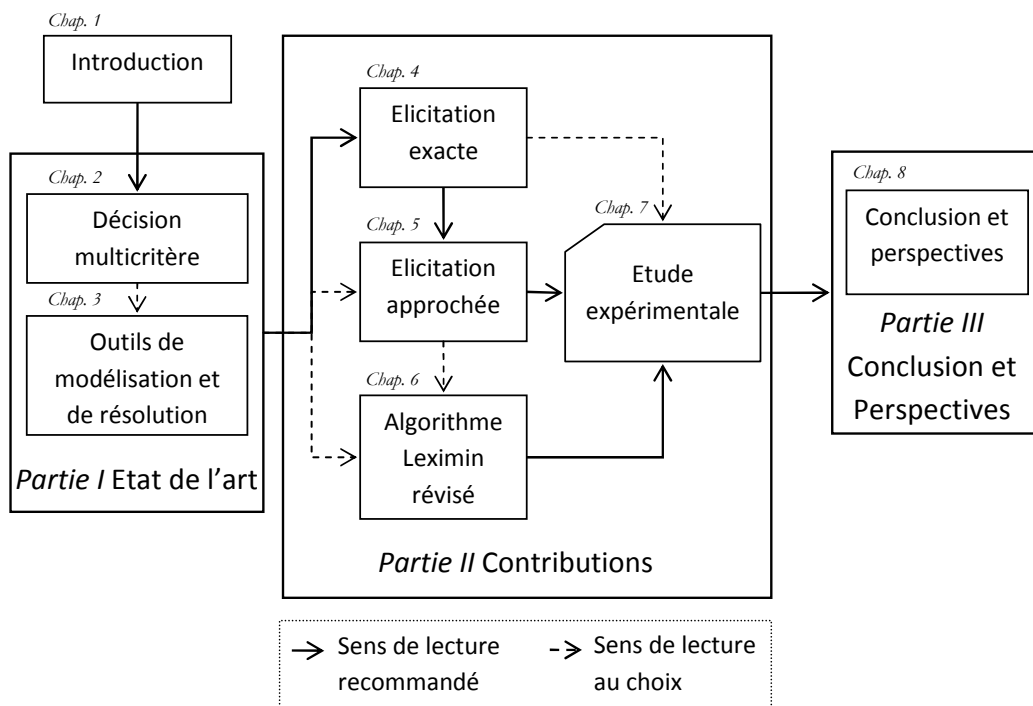 Chap. 1
Introduction
Chap. 2
Décision
multicritère
Chap. 3
Outils de
modélisation et
de résolution
Partie I Etat de l’art
Chap. 4
Elicitation
exacte
Chap. 5
Elicitation
approchée
Chap. 6
Algorithme
Leximin
révisé
Chap. 7
Etude
expérimentale
Partie II Contributions
Chap. 8
Conclusion et
perspectives
Partie III
Conclusion et
Perspectives
Sens de lecture
recommandé
Sens de lecture
au choix